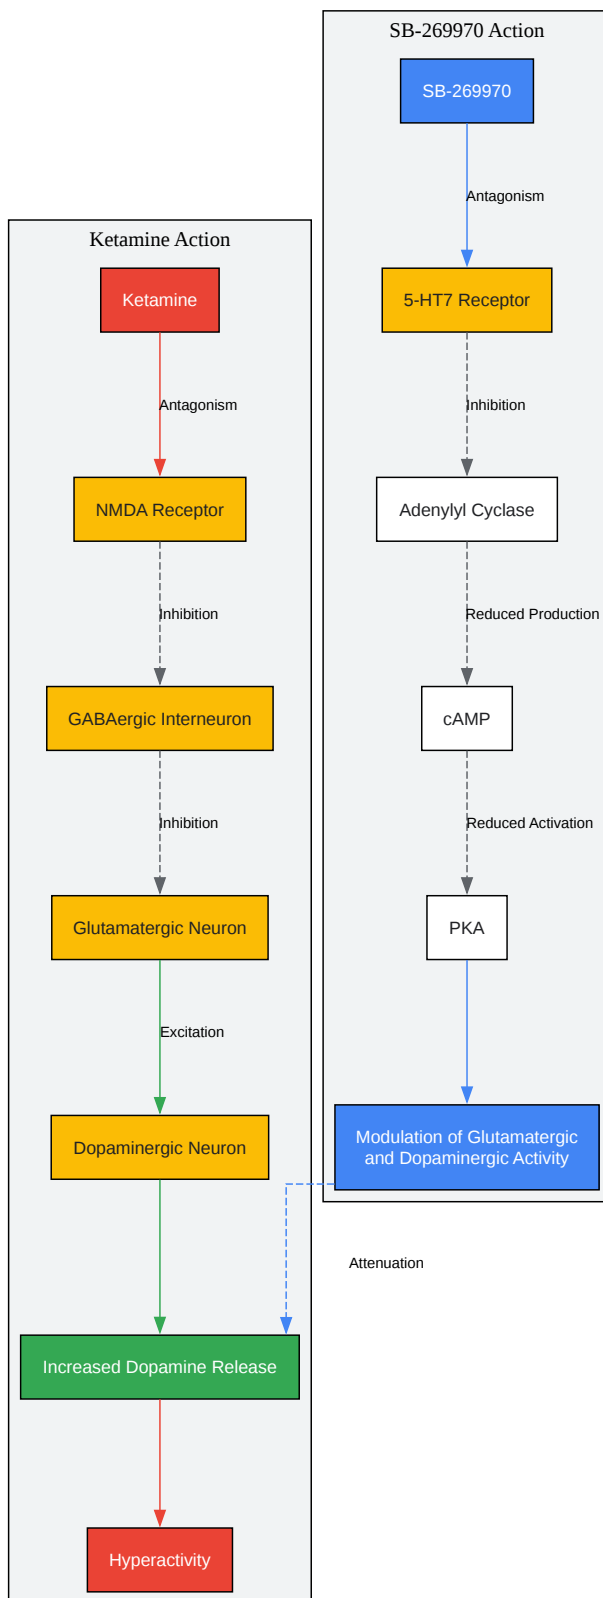 SB-269970 Action
SB-269970
Antagonism
5-HT7 Receptor
Inhibition
Adenylyl Cyclase
Reduced Production
cAMP
Reduced Activation
PKA
Modulation of Glutamatergic
and Dopaminergic Activity
Attenuation
Ketamine Action
Ketamine
Antagonism
NMDA Receptor
Inhibition
GABAergic Interneuron
Inhibition
Glutamatergic Neuron
Excitation
Dopaminergic Neuron
Increased Dopamine Release
Hyperactivity